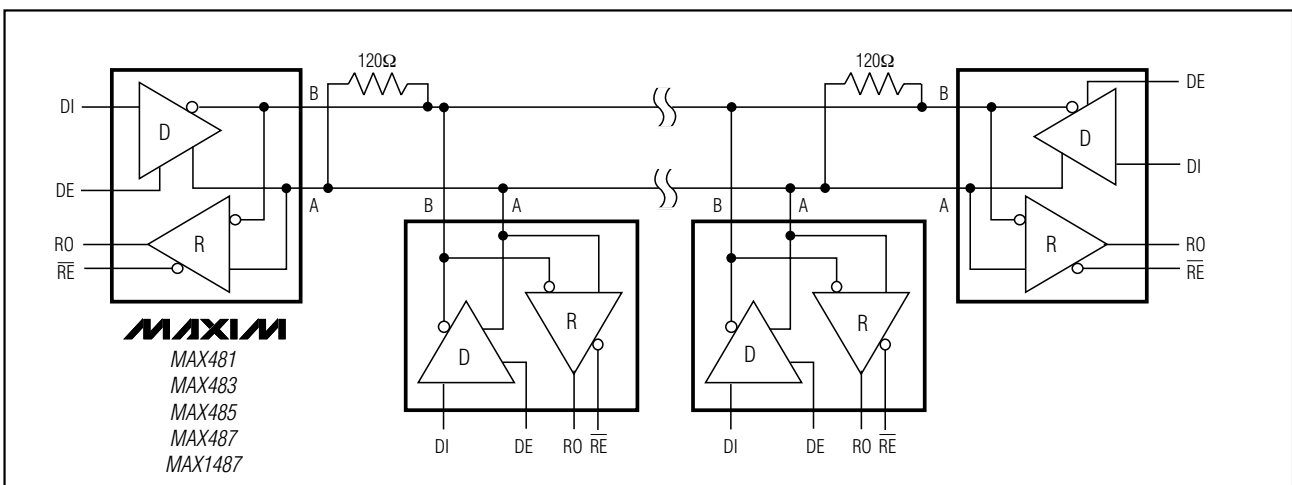 120Ω
120Ω
DI
B
B
DE
D
D
DI
DE
A
B
A
B
A
A
RO
R
R
RO
RE
RE
D
R
D
R
MAXIM
MAX481
MAX483
MAX485
MAX487
MAX1487
DI
DE
RO
RE
DI
DE
RO
RE